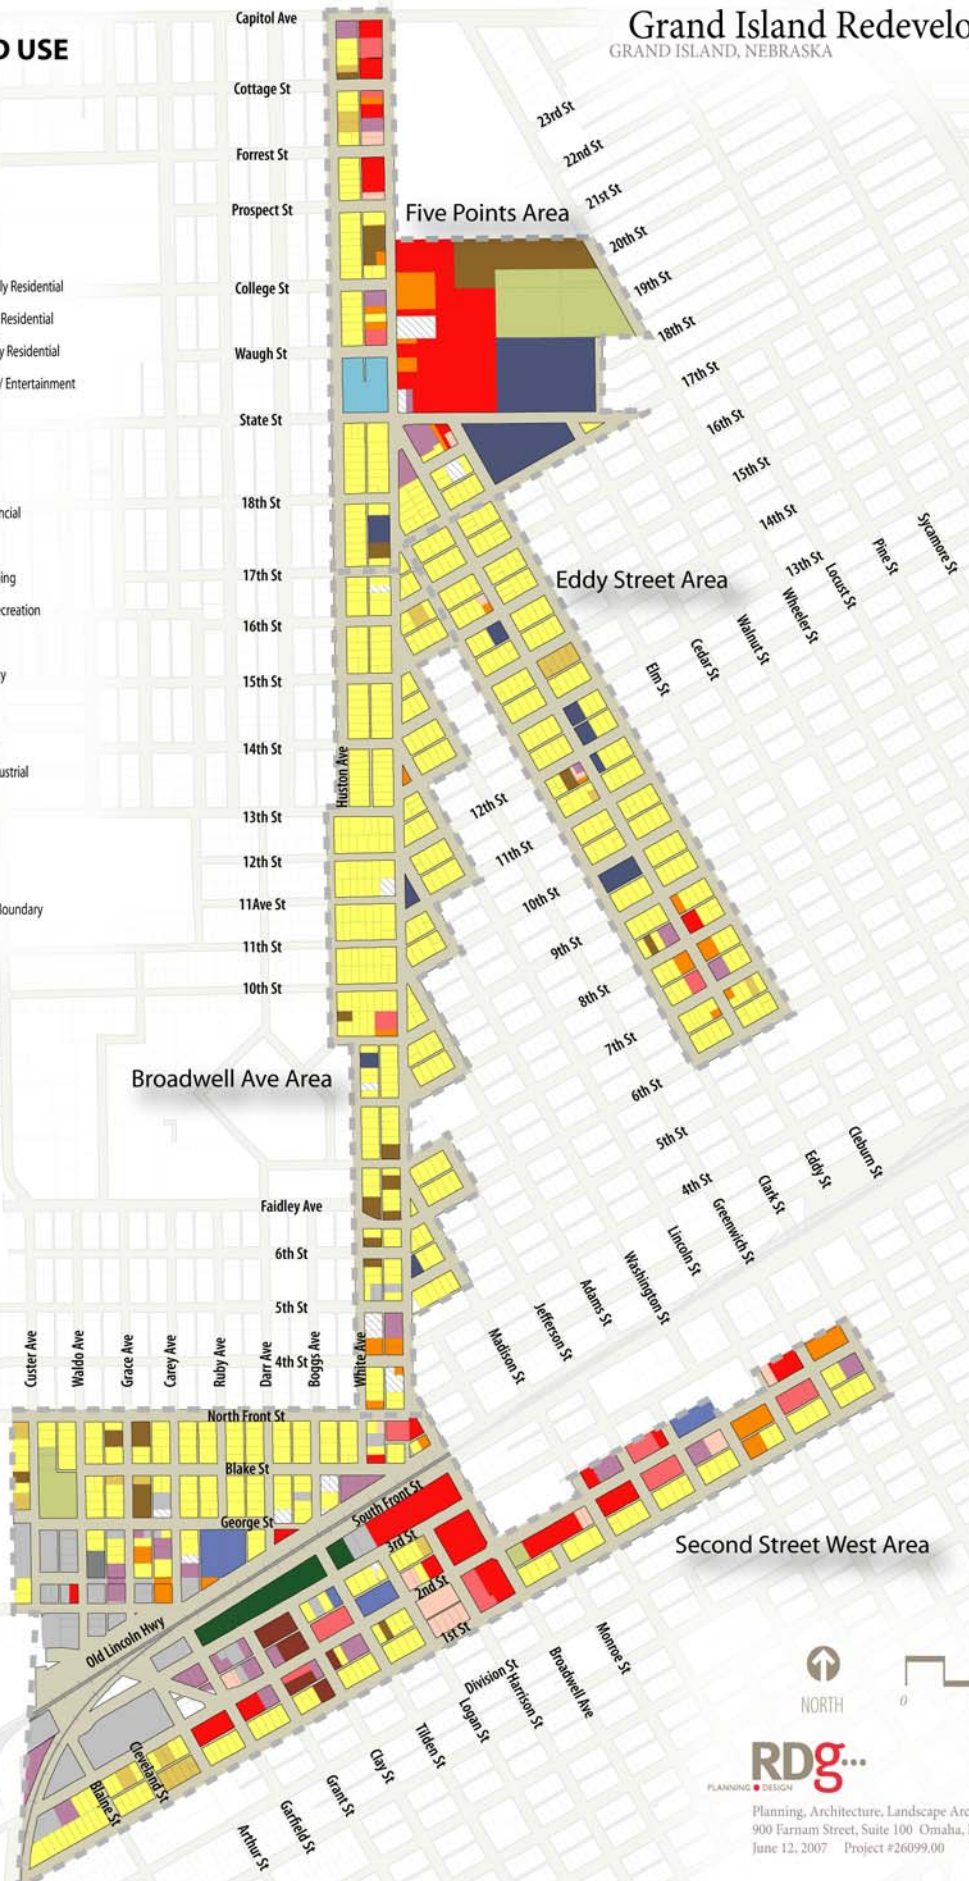 Grand Island Redevelo
GRAND ISLAND, NEBRASKA
D USE
Capitol Ave
Cottage St
Forrest St
Prospect St
College St
Waugh St
State St
18th St
17th St
16th St
15th St
14th St
Huston Ave
13th St
12th St
11Ave St
11th St
10th St
Five Points Area
23rd St
22nd St
21st St
20th St
19th St
18th St
17th St
16th St
15th St
14th St
13th St
Sycamore St
Pine St
Locust St
Wheeler St
Walnut St
Cedar St
Elm St
Eddy Street Area
ly Residential
Residential
y Residential
/ Entertainment
ncial
ing
ecreation
y
ustrial
Boundary
12th St
11th St
10th St
9th St
8th St
7th St
6th St
5th St
4th St
Broadwell Ave Area
Faidley Ave
6th St
5th St
4th St
Cleburn St
Eddy St
Clark St
Greenwich St
Lincoln St
Washington St
Adams St
Jefferson St
Madison St
Custer Ave
Waldo Ave
Grace Ave
Carey Ave
Ruby Ave
Darr Ave
Boggs Ave
White Ave
North Front St
Blake St
George St
South Front St
3rd St
2nd St
1st St
Old Lincoln Hwy
Second Street West Area
Monroe St
Broadwell Ave
Harrison St
Division St
Logan St
Tilden St
Clay St
Grant St
Garfield St
Arthur St
Cleveland St
Blaine St
NORTH
0
RDg...
PLANNING DESIGN
Planning, Architecture, Landscape Arc
900 Farnam Street, Suite 100 Omaha,
June 12, 2007 Project #26099.00